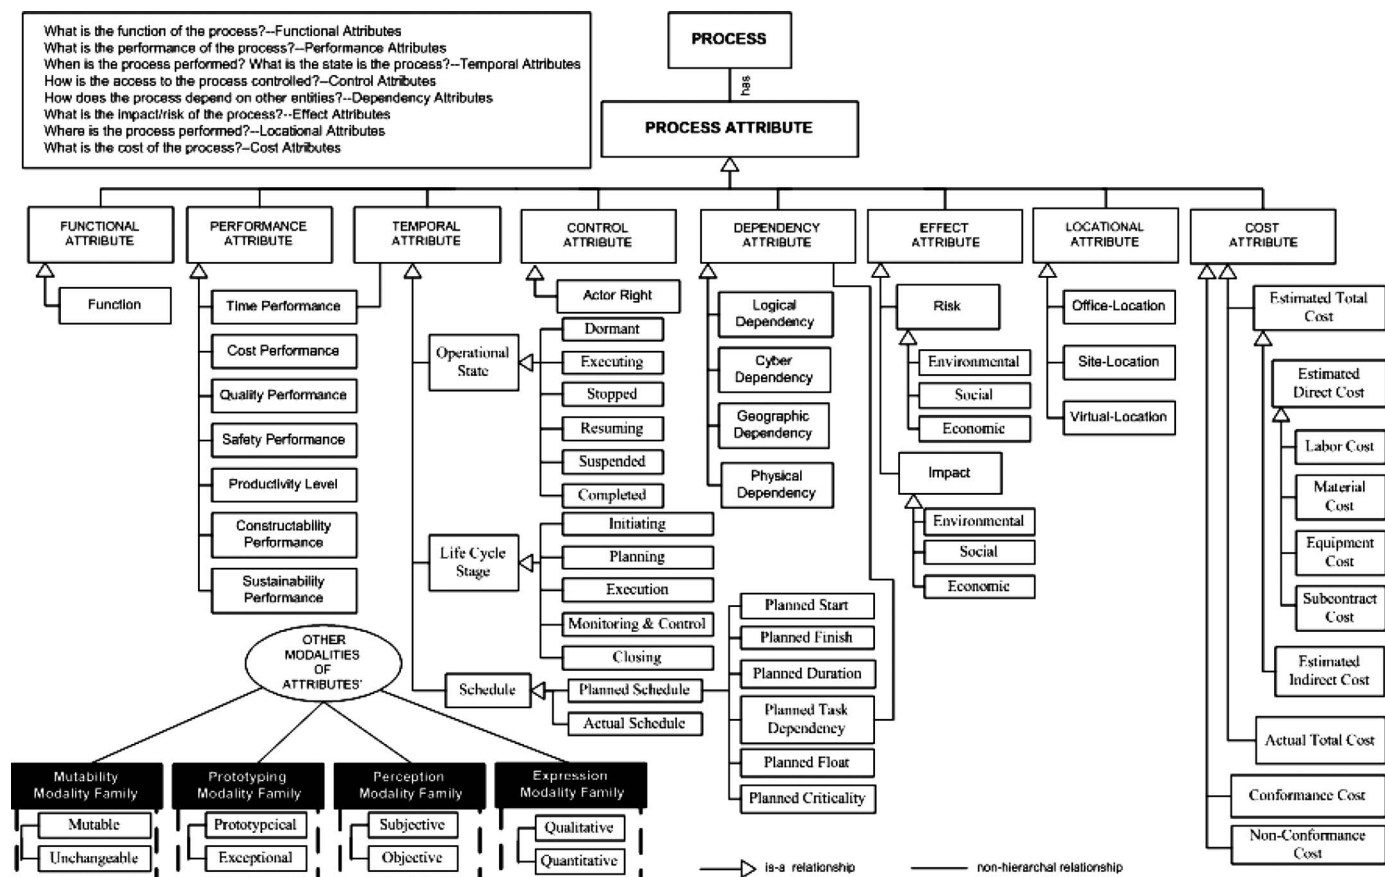 What is the function of the process?--Functional Attributes
What is the performance of the process?--Performance Attributes
When is the process performed? What is the state is the process?--Temporal Attributes
How is the access to the process controlled?--Control Attributes
How does the process depend on other entities?--Dependency Attributes
What is the impact/risk of the process?--Effect Attributes
Where is the process performed?--Locational Attributes
What is the cost of the process?--Cost Attributes
PROCESS
has
PROCESS ATTRIBUTE
FUNCTIONAL
ATTRIBUTE
PERFORMANCE
ATTRIBUTE
TEMPORAL
ATTRIBUTE
CONTROL
ATTRIBUTE
DEPENDENCY
ATTRIBUTE
EFFECT
ATTRIBUTE
LOCATIONAL
ATTRIBUTE
COST
ATTRIBUTE
Function
Time Performance
Cost Performance
Quality Performance
Safety Performance
Productivity Level
Constructability
Performance
Sustainability
Performance
Operational
State
Life Cycle
Stage
Schedule
Actor Right
Dormant
Executing
Stopped
Resuming
Suspended
Completed
Initiating
Planning
Execution
Monitoring & Control
Closing
Planned Schedule
Actual Schedule
Logical
Dependency
Cyber
Dependency
Geographic
Dependency
Physical
Dependency
Planned Start
Planned Finish
Planned Duration
Planned Task
Dependency
Planned Float
Planned Criticality
Risk
Environmental
Social
Economic
Impact
Environmental
Social
Economic
Office-Location
Site-Location
Virtual-Location
Estimated Total
Cost
Estimated
Direct Cost
Labor Cost
Material
Cost
Equipment
Cost
Subcontract
Cost
Estimated
Indirect Cost
Actual Total Cost
Conformance Cost
Non-Conformance
Cost
OTHER
MODALITIES
OF
ATTRIBUTES'
Mutability
Modality Family
Mutable
Unchangeable
Prototyping
Modality Family
Prototypcical
Exceptional
Perception
Modality Family
Subjective
Objective
Expression
Modality Family
Qualitative
Quantitative
is-a relationship
non-hierarchal relationship